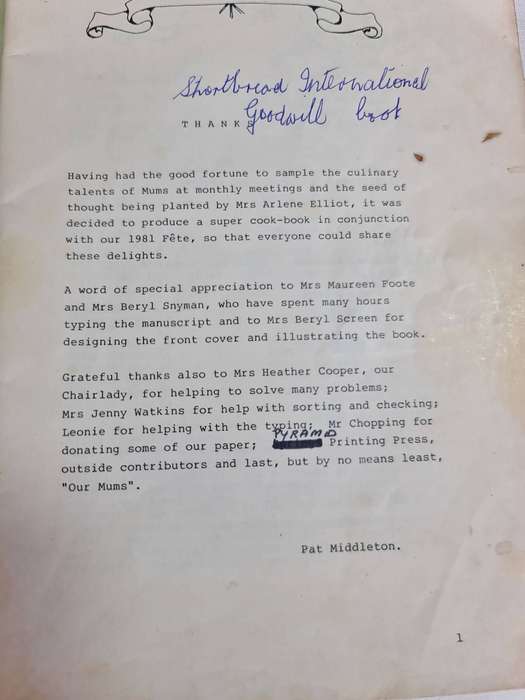 Shortbread International
Goodwill book
THANKS
Having had the good fortune to sample the culinary
talents of Mums at monthly meetings and the seed of
thought being planted by Mrs Arlene Elliot, it was
decided to produce a super cook-book in conjunction
with our 1981 Fête, so that everyone could share
these delights.
A word of special appreciation to Mrs Maureen Foote
and Mrs Beryl Snyman, who have spent many hours
typing the manuscript and to Mrs Beryl Screen for
designing the front cover and illustrating the book.
Grateful thanks also to Mrs Heather Cooper, our
Chairlady, for helping to solve many problems;
Mrs Jenny Watkins for help with sorting and checking;
Leonie for helping with the typing; Mr Chopping for
PYRAMID
donating some of our paper; Printing Press,
outside contributors and last, but by no means least,
"Our Mums".
Pat Middleton.
1